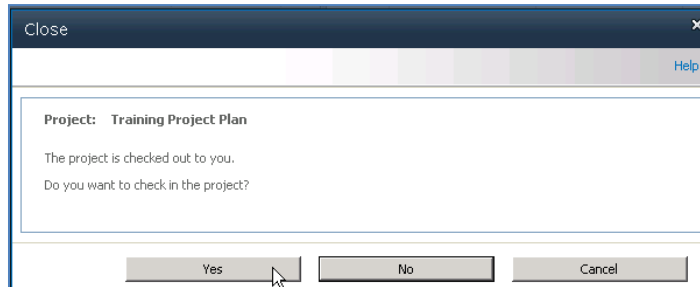 Close
Help
Project: Training Project Plan
The project is checked out to you.
Do you want to check in the project?
Yes No Cancel